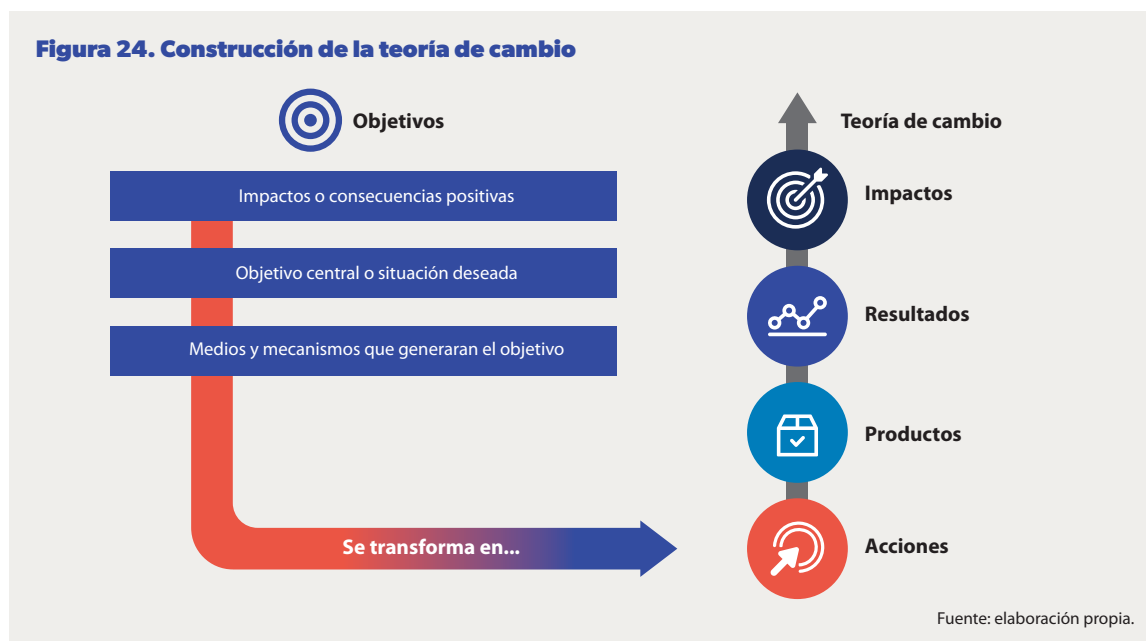 Figura 24. Construcción de la teoría de cambio
Objetivos
Impactos o consecuencias positivas
Objetivo central o situación deseada
Medios y mecanismos que generaran el objetivo
Se transforma en...
Teoría de cambio
Impactos
Resultados
Productos
Acciones
Fuente: elaboración propia.